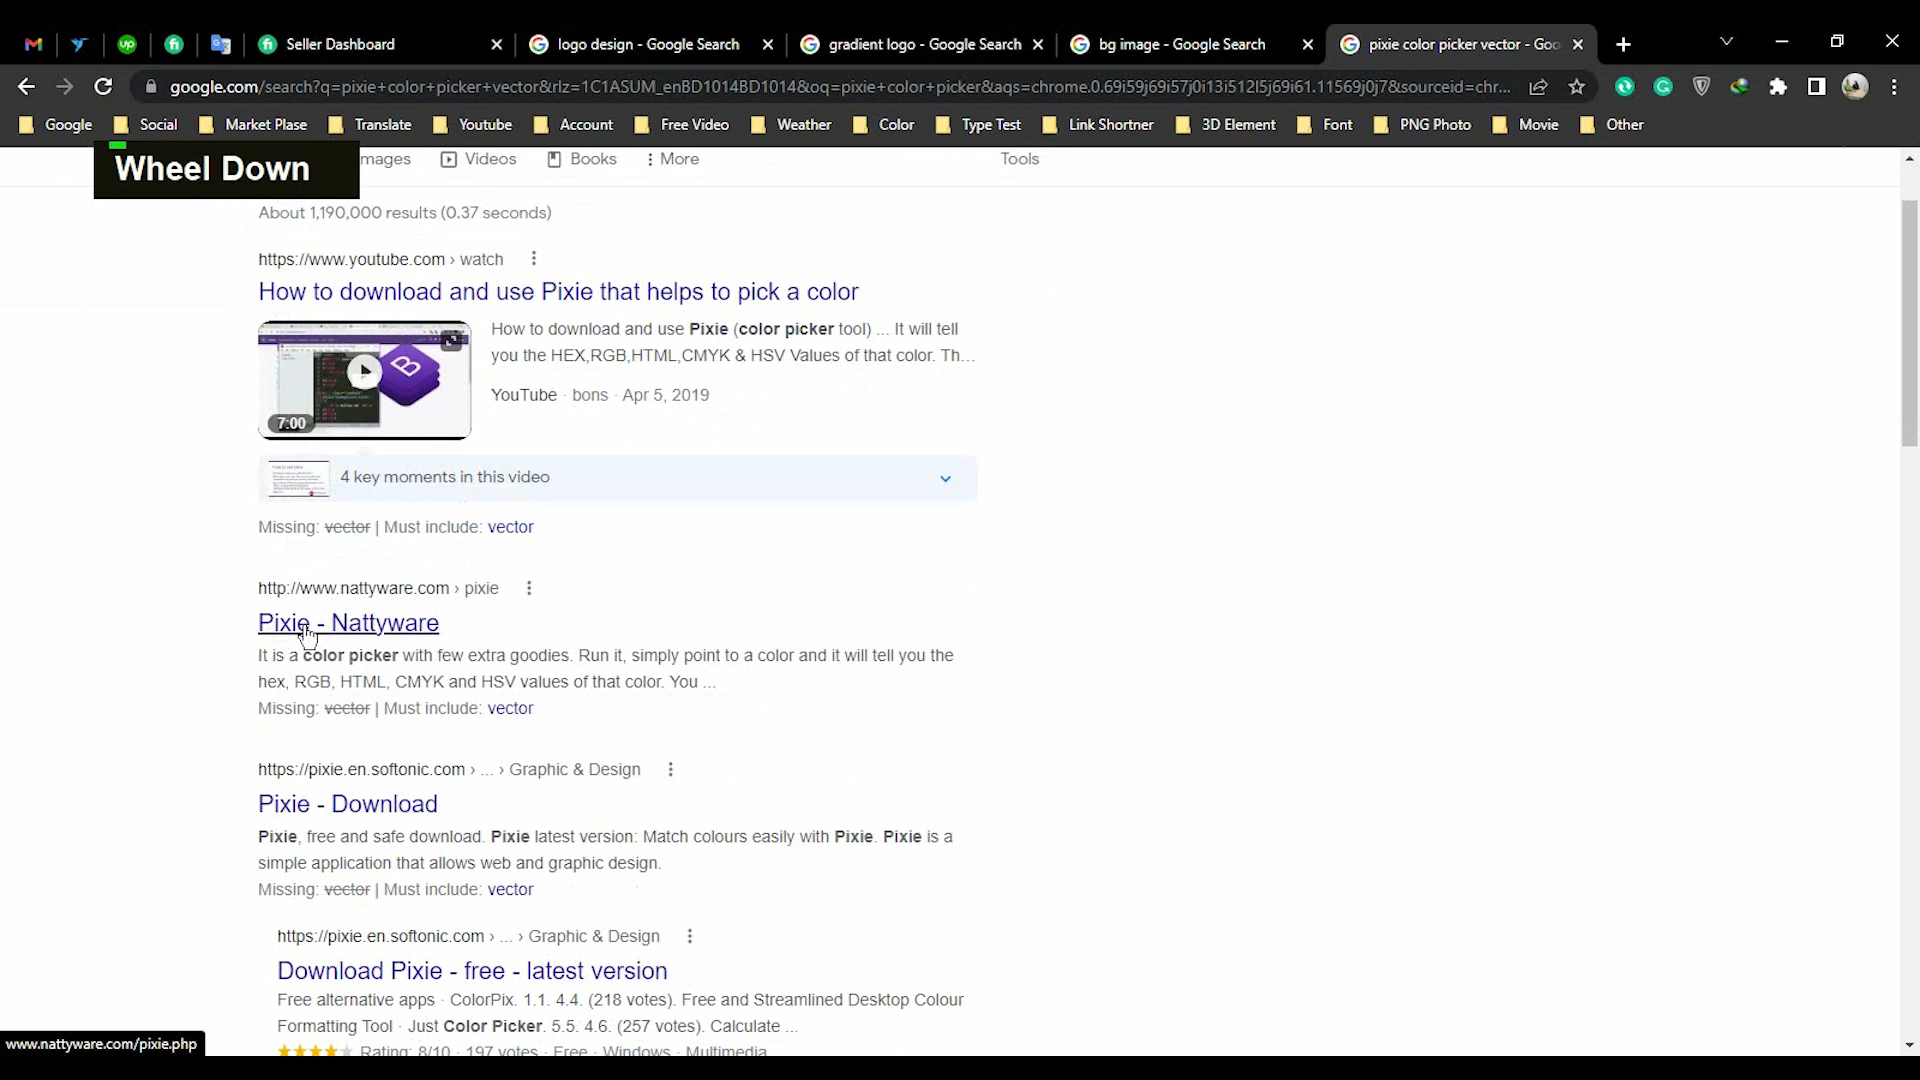 Seller Dashboard
logo design - Google Search
gradient logo - Google Search
bg image - Google Search
pixie color picker vector - Goo
google.com/search?q=pixie+color+picker+vector&rlz=1C1ASUM_enBD1014BD1014&oq=pixie+color+picker&aqs=chrome.0.69i59j69i57j0i13i512l5j69i61.11569j0j7&sourceid=chr...
Google Social Market Plase Translate Youtube Account Free Video Weather Color Type Test Link Shortner 3D Element Font PNG Photo Movie Other
Wheel Down
mages Videos Books More Tools
About 1,190,000 results (0.37 seconds)
https://www.youtube.com › watch
How to download and use Pixie that helps to pick a color
How to download and use Pixie (color picker tool) ... It will tell
you the HEX,RGB,HTML,CMYK & HSV Values of that color. Th...
YouTube · bons · Apr 5, 2019
7:00
4 key moments in this video
Missing: vector | Must include: vector
http://www.nattyware.com › pixie
Pixie - Nattyware
It is a color picker with few extra goodies. Run it, simply point to a color and it will tell you the
hex, RGB, HTML, CMYK and HSV values of that color. You ...
Missing: vector | Must include: vector
https://pixie.en.softonic.com › ... › Graphic & Design
Pixie - Download
Pixie, free and safe download. Pixie latest version: Match colours easily with Pixie. Pixie is a
simple application that allows web and graphic design.
Missing: vector | Must include: vector
https://pixie.en.softonic.com › ... › Graphic & Design
Download Pixie - free - latest version
Free alternative apps · ColorPix. 1.1. 4.4. (218 votes). Free and Streamlined Desktop Colour
Formatting Tool · Just Color Picker. 5.5. 4.6. (257 votes). Calculate ...
Rating: 8/10 · 197 votes · Free · Windows · Multimedia
www.nattyware.com/pixie.php